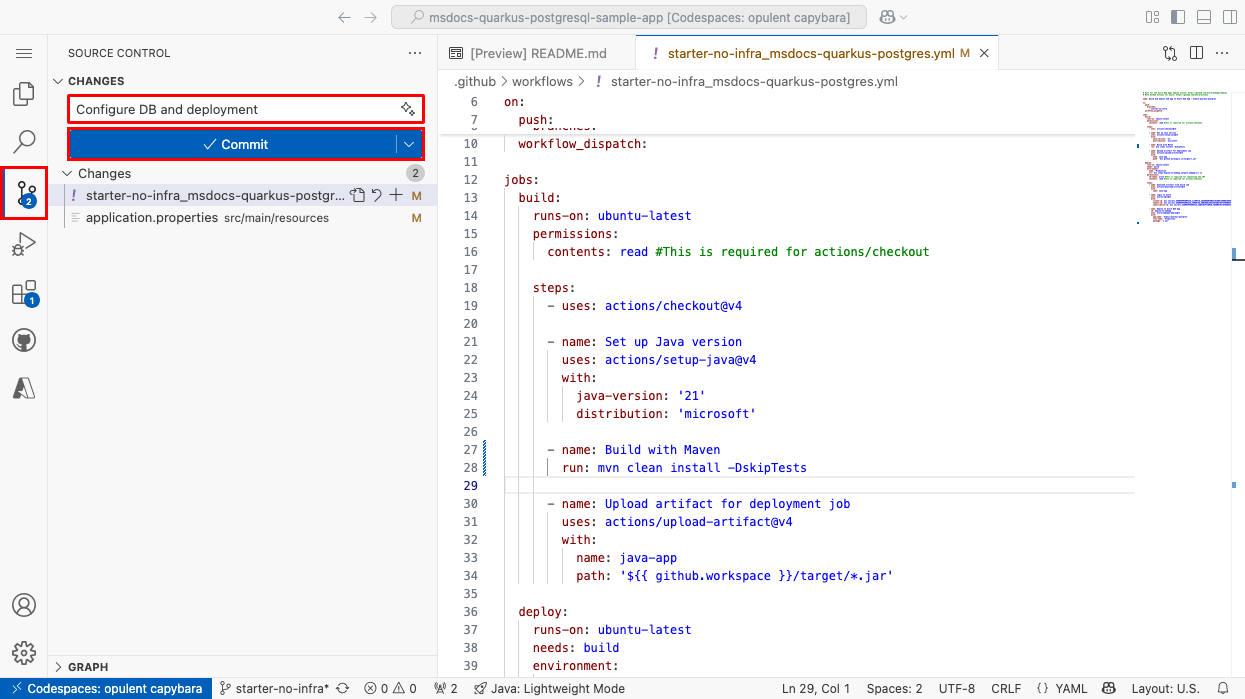 msdocs-quarkus-postgresql-sample-app [Codespaces: opulent capybara]
SOURCE CONTROL
CHANGES
Configure DB and deployment
Commit
Changes
2
! starter-no-infra_msdocs-quarkus-postgr... M
application.properties src/main/resources M
2
1
[Preview] README.md
! starter-no-infra_msdocs-quarkus-postgres.yml M
.github > workflows > ! starter-no-infra_msdocs-quarkus-postgres.yml
6 on:
7 push:
8 branches:
10 workflow_dispatch:
11
12 jobs:
13 build:
14 runs-on: ubuntu-latest
15 permissions:
16 contents: read #This is required for actions/checkout
17
18 steps:
19 - uses: actions/checkout@v4
20
21 - name: Set up Java version
22 uses: actions/setup-java@v4
23 with:
24 java-version: '21'
25 distribution: 'microsoft'
26
27 - name: Build with Maven
28 run: mvn clean install -DskipTests
29
30 - name: Upload artifact for deployment job
31 uses: actions/upload-artifact@v4
32 with:
33 name: java-app
34 path: '${{ github.workspace }}/target/*.jar'
35
36 deploy:
37 runs-on: ubuntu-latest
38 needs: build
39 environment:
GRAPH
Codespaces: opulent capybara
starter-no-infra*
0 0
2
Java: Lightweight Mode
Ln 29, Col 1
Spaces: 2
UTF-8
CRLF
{} YAML
Layout: U.S.